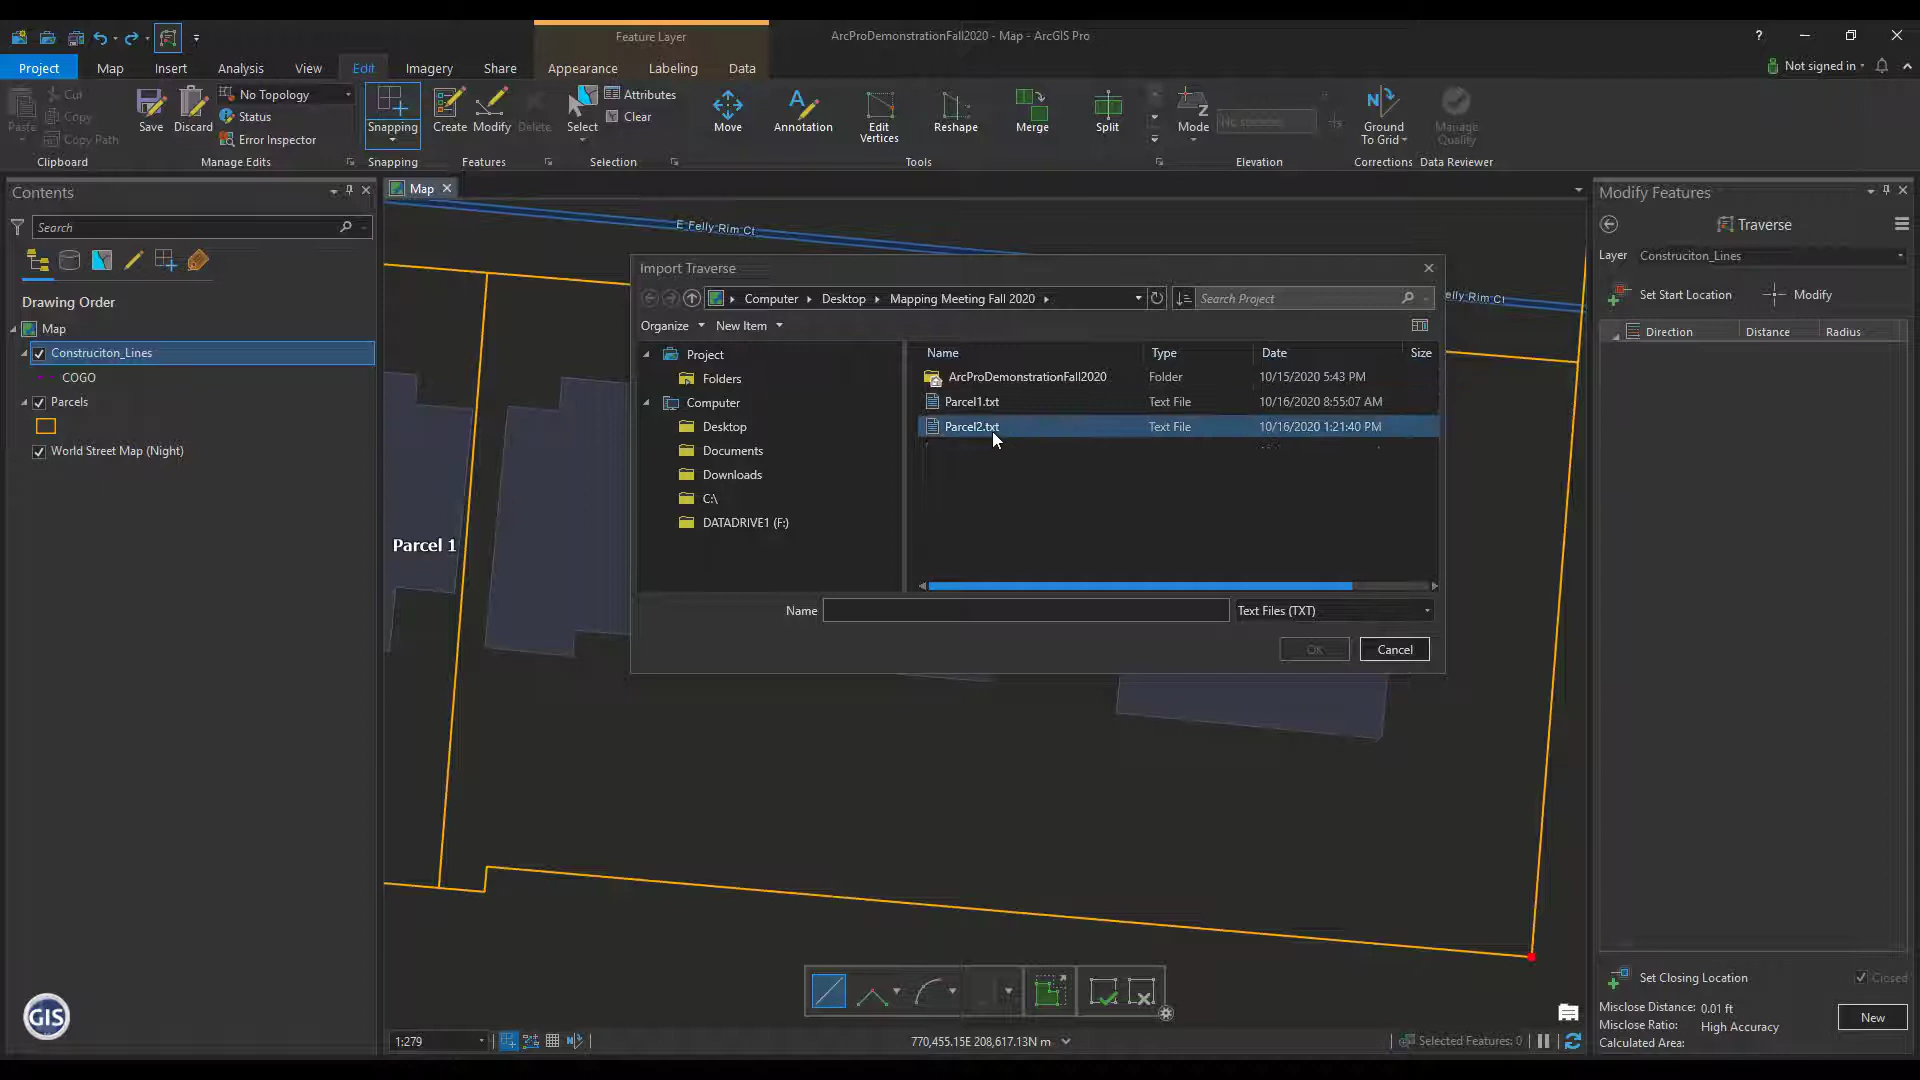 Feature Layer
ArcProDemonstrationFall2020 - Map - ArcGIS Pro
?
Project Map Insert Analysis View Edit Imagery Share Appearance Labeling Data
Not signed in
Cut
Copy
Copy Path
Paste
Clipboard
Save
Discard
No Topology
Status
Error Inspector
Manage Edits
Snapping
Snapping
Create
Modify
Delete
Features
Select
Attributes
Clear
Selection
Move
Annotation
Edit
Vertices
Reshape
Merge
Split
Tools
Mode
Elevation
Ground
To Grid
Corrections
Manage
Quality
Data Reviewer
Contents
Search
Drawing Order
Map
Construciton_Lines
COGO
Parcels
World Street Map (Night)
Map
E Felly Rim Ct
elly Rim Ct
Parcel 1
Import Traverse
Computer Desktop Mapping Meeting Fall 2020
Search Project
Organize New Item
Project
Folders
Computer
Desktop
Documents
Downloads
C:\
DATADRIVE1 (F:)
Name Type Date Size
ArcProDemonstrationFall2020 Folder 10/15/2020 5:43 PM
Parcel1.txt Text File 10/16/2020 8:55:07 AM
Parcel2.txt Text File 10/16/2020 1:21:40 PM
Name
Text Files (TXT)
OK
Cancel
Modify Features
Traverse
Layer Construciton_Lines
Set Start Location Modify
Direction Distance Radius
Set Closing Location
Closed
Misclose Distance: 0.01 ft
Misclose Ratio: High Accuracy
Calculated Area:
New
GIS
1:279
770,455.15E 208,617.13N m
Selected Features: 0